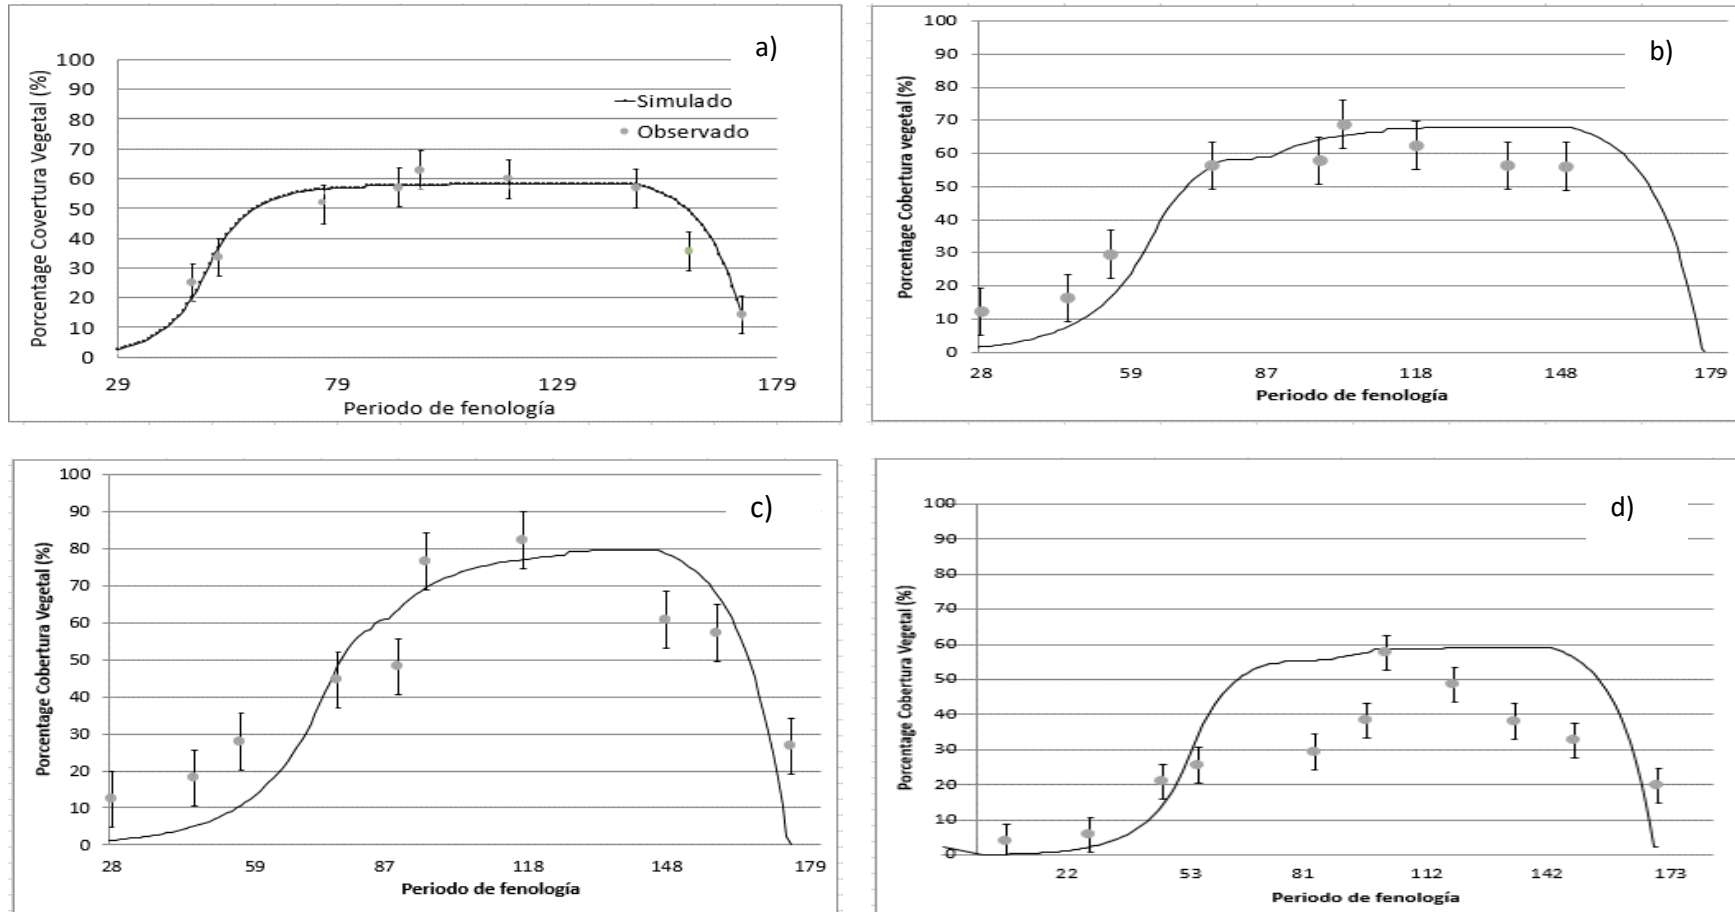 a)
Porcentage Covertura Vegetal (%)
100
90
80
70
60
50
40
30
20
10
0
Simulado
Observado
29 79 129 179
Periodo de fenología
b)
Porcentage Cobertura vegetal (%)
100
90
80
70
60
50
40
30
20
10
0
28 59 87 118 148 179
Periodo de fenología
c)
Porcentage Cobertura Vegetal (%)
100
90
80
70
60
50
40
30
20
10
0
28 59 87 118 148 179
Periodo de fenología
d)
Porcentage Cobertura Vegetal (%)
100
90
80
70
60
50
40
30
20
10
0
22 53 81 112 142 173
Periodo de fenología